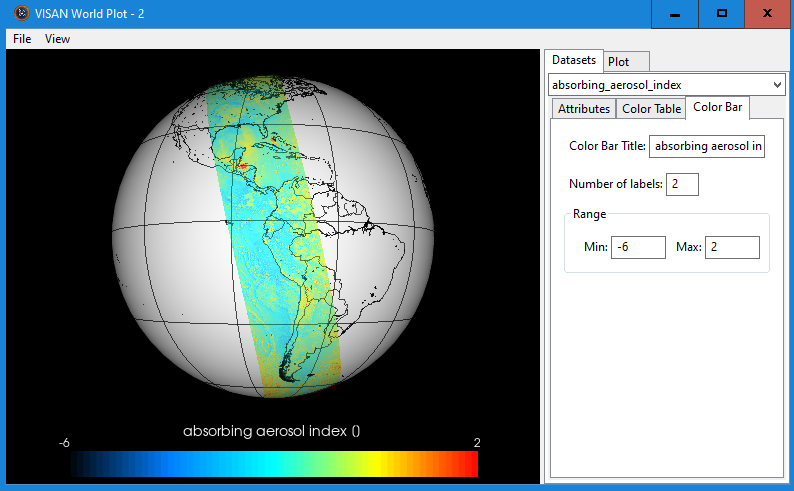 VISAN World Plot - 2
File View
Datasets Plot
absorbing_aerosol_index
Attributes Color Table Color Bar
Color Bar Title: absorbing aerosol in
Number of labels: 2
Range
Min: -6 Max: 2
absorbing aerosol index ()
-6 2